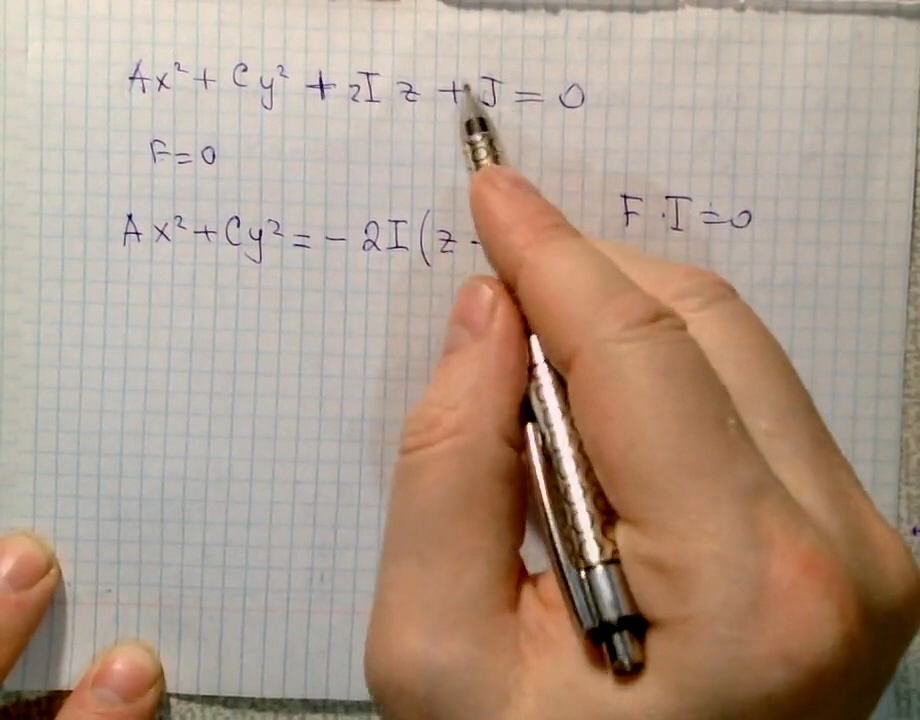 Ax² + Cy² + 2I z + J = 0
F = 0
F · I = 0
Ax² + Cy² = - 2I (z -